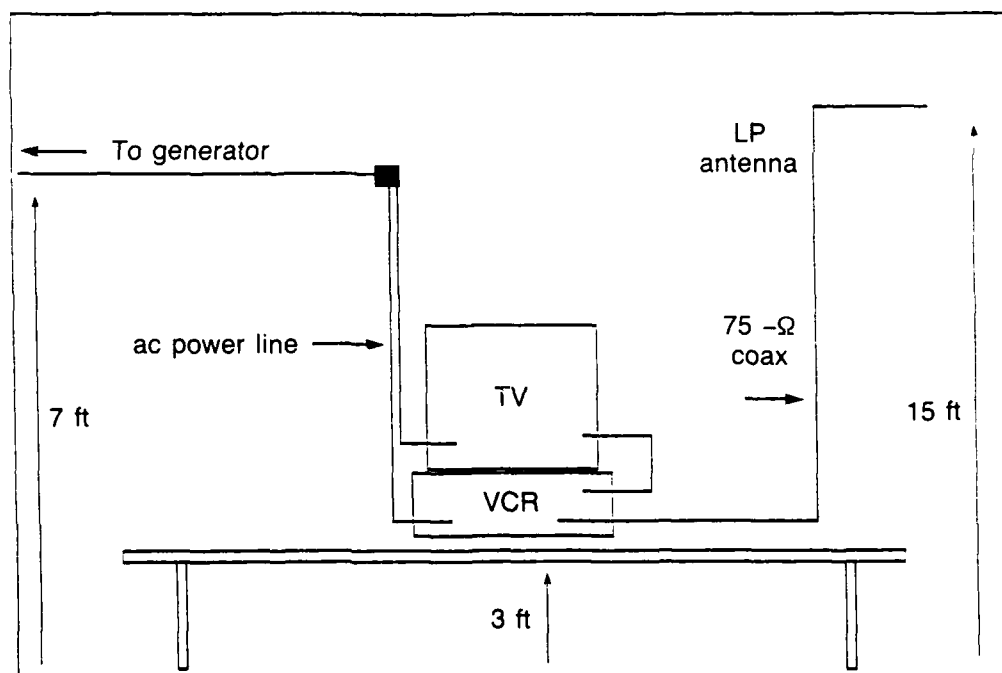 To generator
LP
antenna
ac power line
75 -Ω
coax
TV
7 ft
15 ft
VCR
3 ft